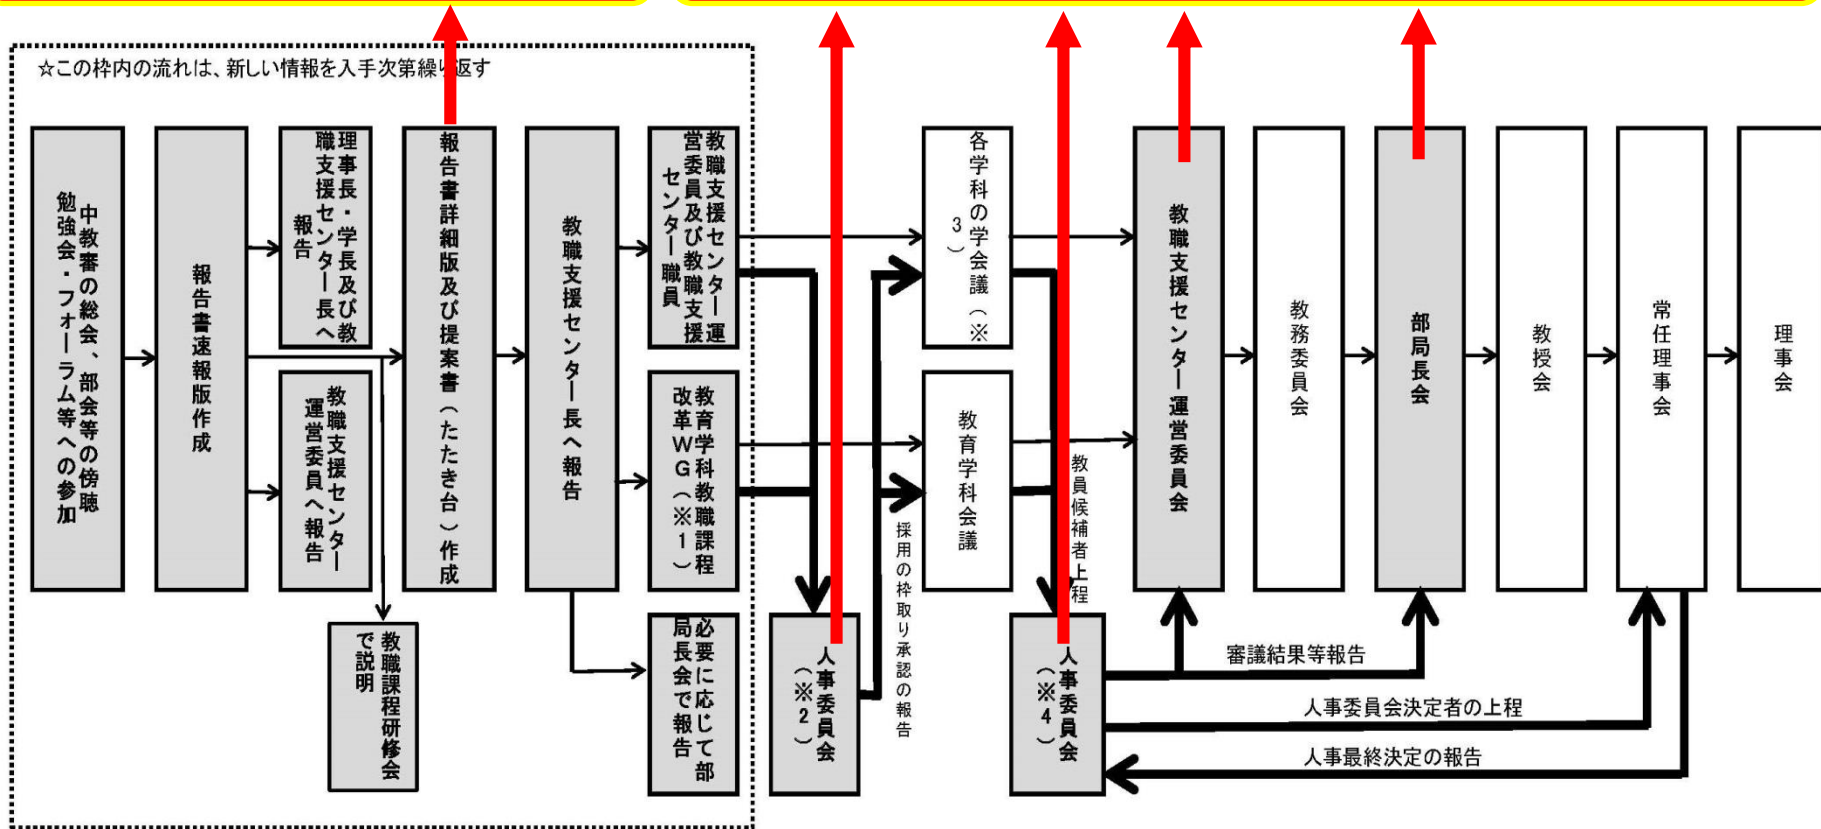 ☆この枠内の流れは、新しい情報を入手次第繰り返す
中教審の総会、部会等の傍聴
勉強会・フォーラム等への参加
報告書速報版作成
理事長・学長及び教
職支援センター長へ
報告
教職支援センター
運営委員へ報告
教職課程研修会
で説明
報告書詳細版及び提案書（たたき台）作成
教職支援センター長へ報告
教職支援センター運
営委員及び教職支援
センター職員
教育学科教職課程
改革WG（※1）
必要に応じて部
局長会で報告
人事委員会
（※2）
採用の枠取り承認の報告
各学科の学会議（※
3）
教育学科会議
教員候補者上程
人事委員会
（※4）
教職支援センター運営委員会
教務委員会
部局長会
教授会
常任理事会
理事会
審議結果等報告
人事委員会決定者の上程
人事最終決定の報告